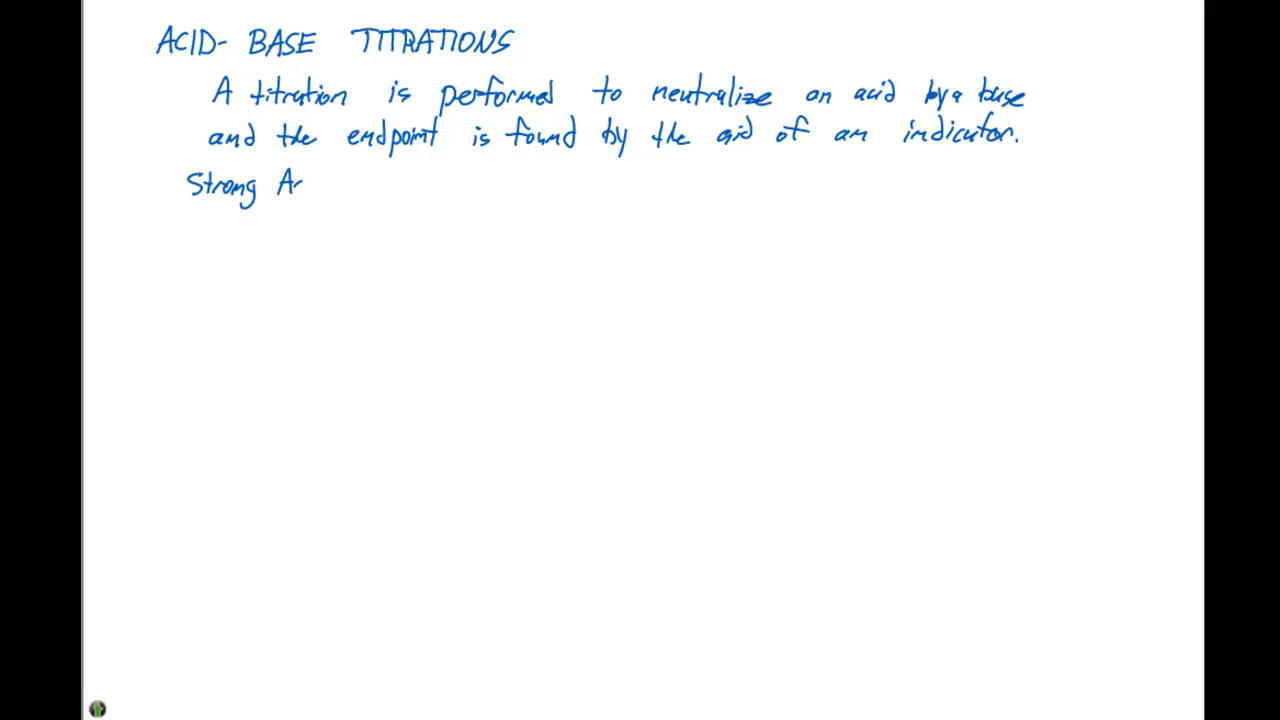 ACID-BASE TITRATIONS
A titration is performed to neutralize an acid by a base
and the endpoint is found by the aid of an indicator.
Strong Ac